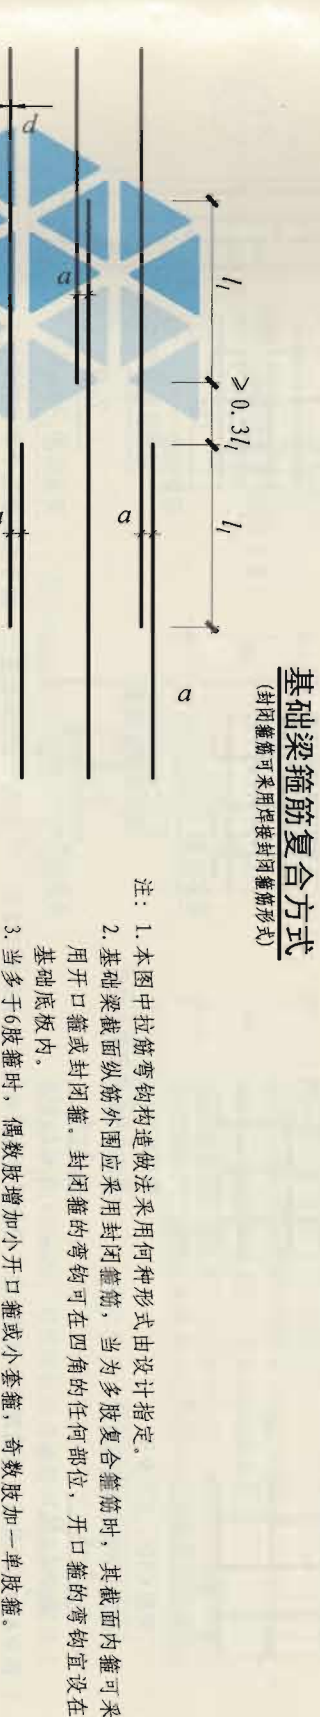 基础梁箍筋复合方式
(封闭箍筋可采用焊接封闭箍筋形式)
l_l
≥0.3l_l
l_l
d
a
a
a
a
注：1.本图中拉筋弯钩构造做法采用何种形式由设计指定。
2.基础梁截面纵筋外围应采用封闭箍筋，当为多肢复合箍筋时，其截面内箍可采
用开口箍或封闭箍。封闭箍的弯钩可在四角的任何部位，开口箍的弯钩宜设在
基础底板内。
3.当多于6肢箍时，偶数肢增加小开口箍或小套箍，奇数肢加一单肢箍。